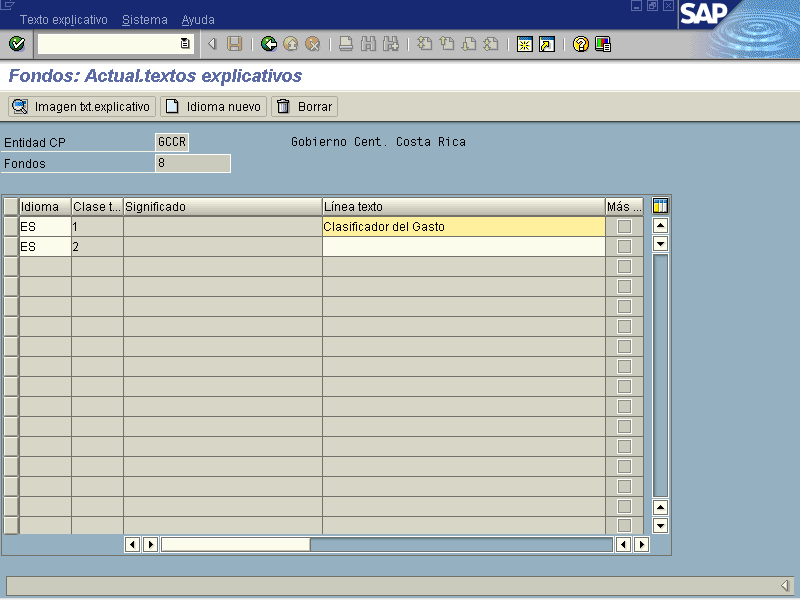 Texto explicativo Sistema Ayuda
SAP
Fondos: Actual.textos explicativos
Imagen txt.explicativo Idioma nuevo Borrar
Entidad CP GCCR Gobierno Cent. Costa Rica
Fondos 8
Idioma Clase t... Significado Línea texto Más ...
ES 1 Clasificador del Gasto
ES 2